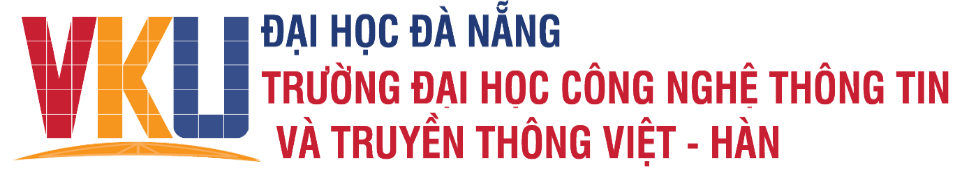 VKU
ĐẠI HỌC ĐÀ NẴNG
TRƯỜNG ĐẠI HỌC CÔNG NGHỆ THÔNG TIN
VÀ TRUYỀN THÔNG VIỆT - HÀN